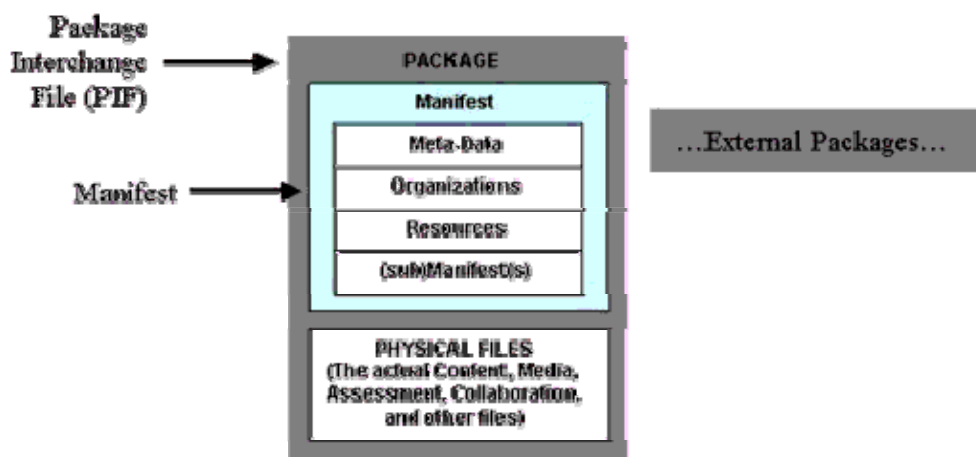 Package
Interchange
File (PIF)
PACKAGE
Manifest
Meta-Data
Manifest
Organizations
Resources
(sub)Manifest(s)
PHYSICAL FILES
(The actual Content, Media,
Assessment, Collaboration,
and other files)
...External Packages...